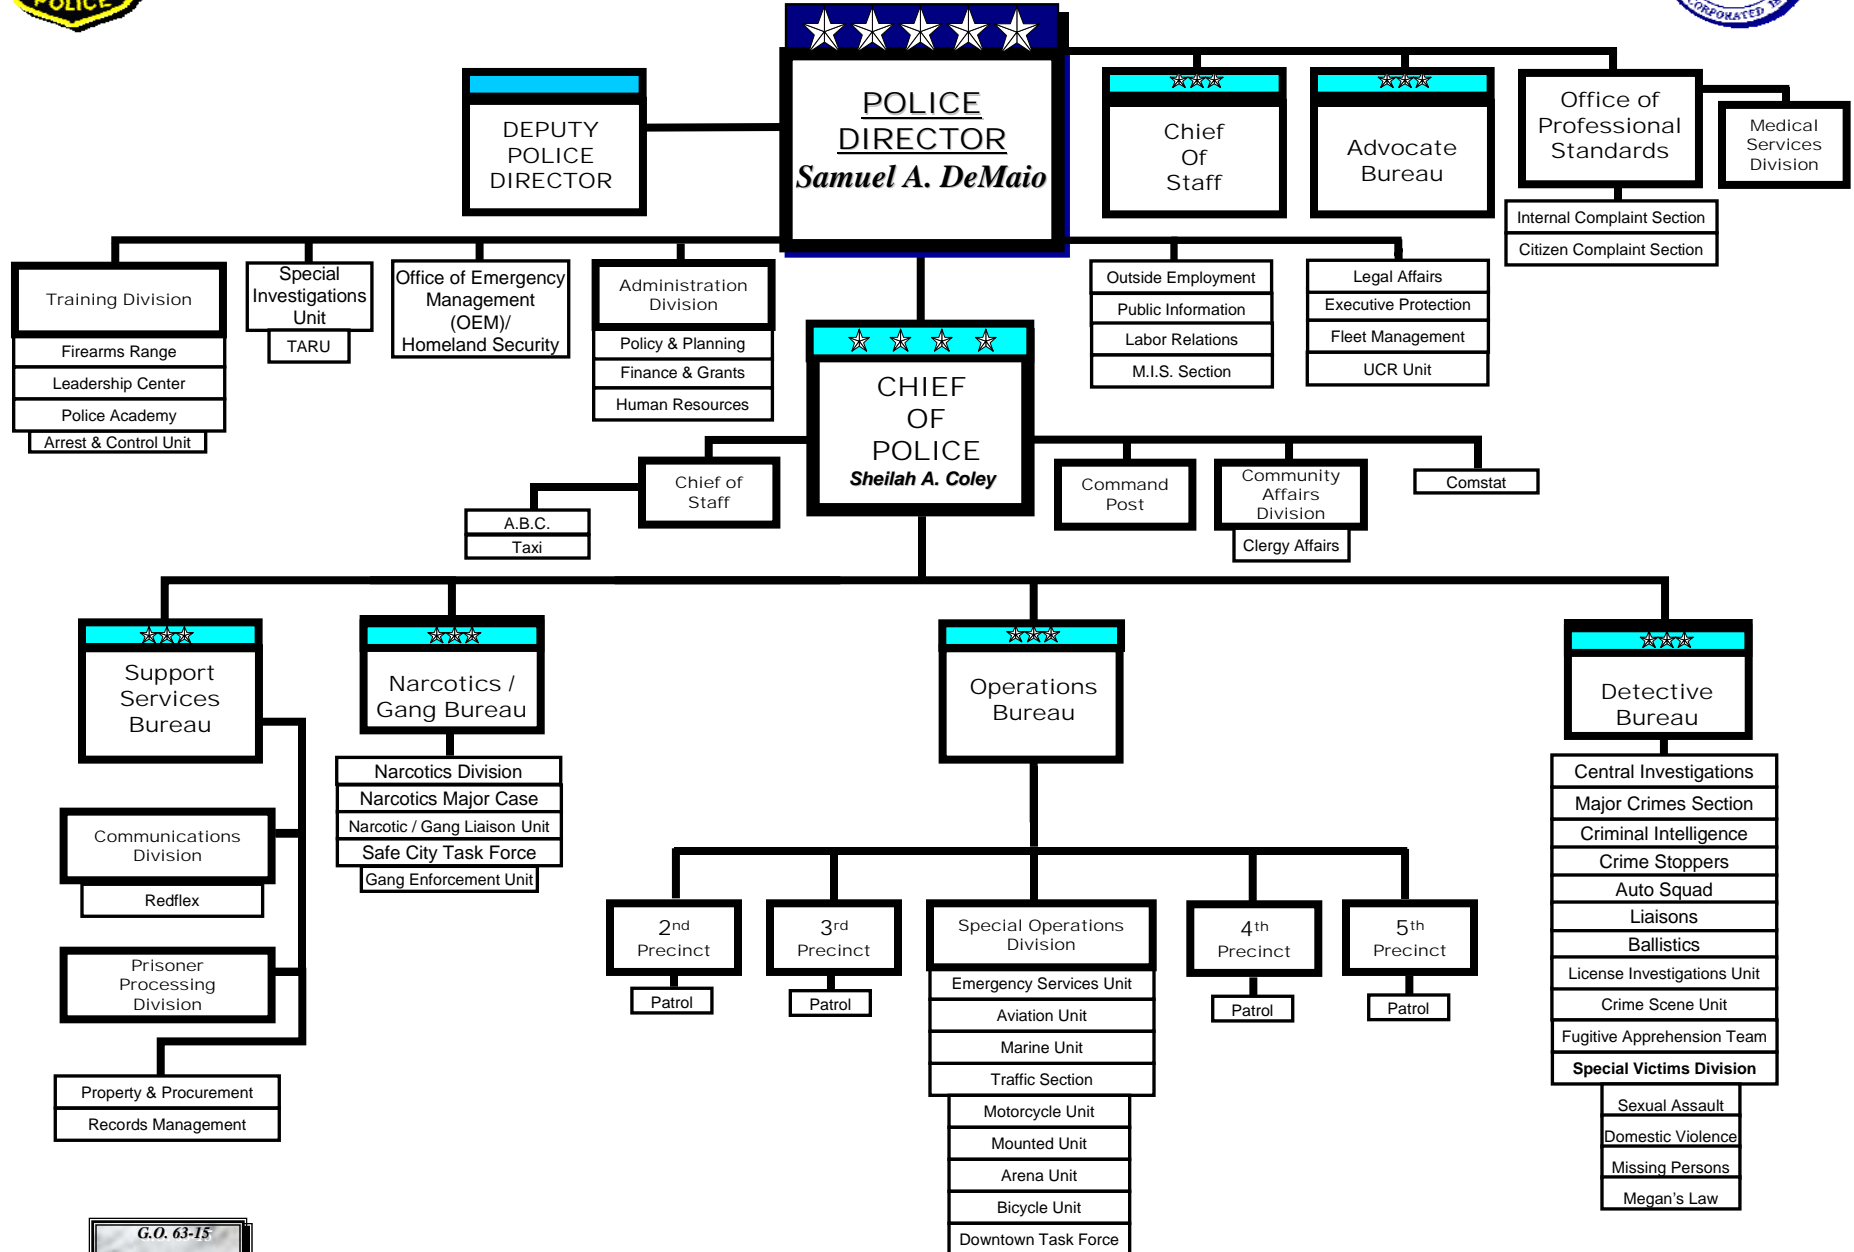 POLICE
CORPORATED
POLICE
DIRECTOR
Samuel A. DeMaio
DEPUTY
POLICE
DIRECTOR
Chief
Of
Staff
Advocate
Bureau
Office of
Professional
Standards
Medical
Services
Division
Internal Complaint Section
Citizen Complaint Section
Training Division
Firearms Range
Leadership Center
Police Academy
Arrest & Control Unit
Special
Investigations
Unit
TARU
Office of Emergency
Management
(OEM)/
Homeland Security
Administration
Division
Policy & Planning
Finance & Grants
Human Resources
Outside Employment
Public Information
Labor Relations
M.I.S. Section
Legal Affairs
Executive Protection
Fleet Management
UCR Unit
CHIEF
OF
POLICE
Sheilah A. Coley
Chief of
Staff
A.B.C.
Taxi
Command
Post
Community
Affairs
Division
Clergy Affairs
Comstat
Support
Services
Bureau
Communications
Division
Redflex
Prisoner
Processing
Division
Property & Procurement
Records Management
Narcotics /
Gang Bureau
Narcotics Division
Narcotics Major Case
Narcotic / Gang Liaison Unit
Safe City Task Force
Gang Enforcement Unit
Operations
Bureau
2nd
Precinct
Patrol
3rd
Precinct
Patrol
Special Operations
Division
Emergency Services Unit
Aviation Unit
Marine Unit
Traffic Section
Motorcycle Unit
Mounted Unit
Arena Unit
Bicycle Unit
Downtown Task Force
4th
Precinct
Patrol
5th
Precinct
Patrol
Detective
Bureau
Central Investigations
Major Crimes Section
Criminal Intelligence
Crime Stoppers
Auto Squad
Liaisons
Ballistics
License Investigations Unit
Crime Scene Unit
Fugitive Apprehension Team
Special Victims Division
Sexual Assault
Domestic Violence
Missing Persons
Megan's Law
G.O. 63-15